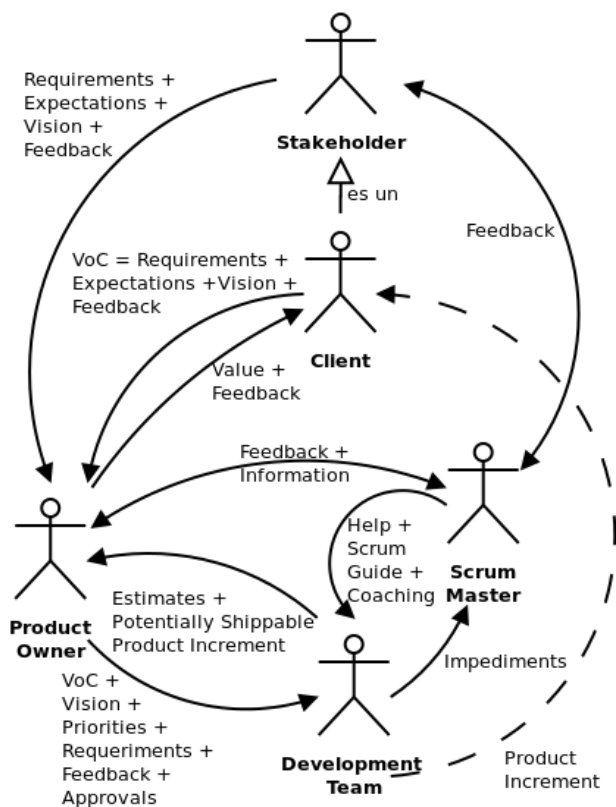 Requirements +
Expectations +
Vision +
Feedback
Stakeholder
es un
Feedback
VoC = Requirements +
Expectations +Vision +
Feedback
Client
Value +
Feedback
Feedback +
Information
Help +
Scrum
Guide +
Coaching
Scrum
Master
Product
Owner
Estimates +
Potentially Shippable
Product Increment
Impediments
VoC +
Vision +
Priorities +
Requeriments +
Feedback +
Approvals
Development
Team
Product
Increment